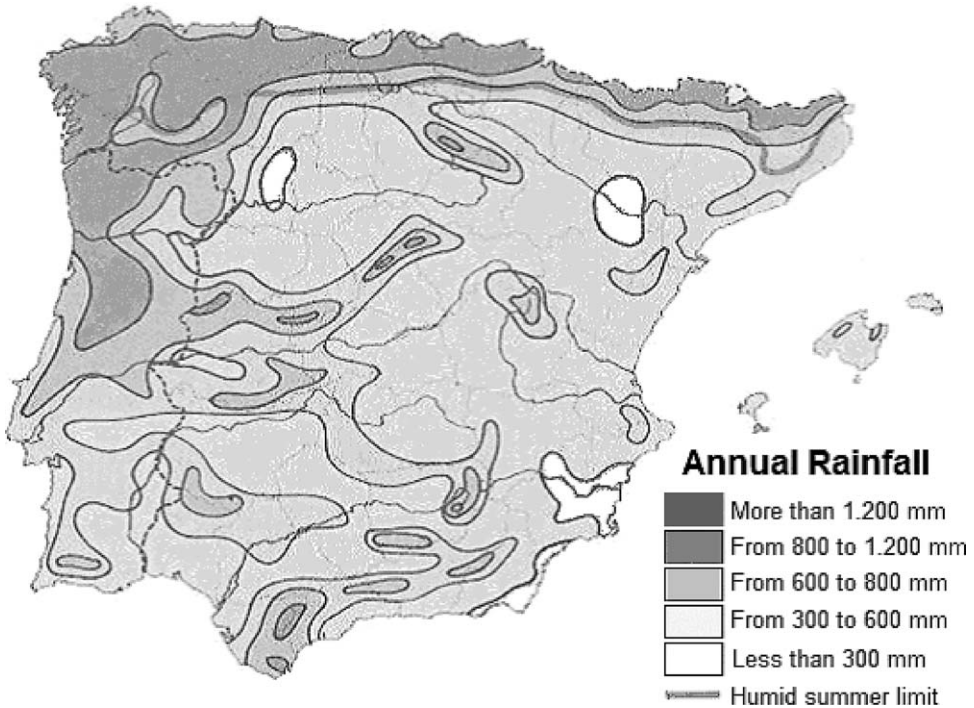 Annual Rainfall
More than 1.200 mm
From 800 to 1.200 mm
From 600 to 800 mm
From 300 to 600 mm
Less than 300 mm
Humid summer limit